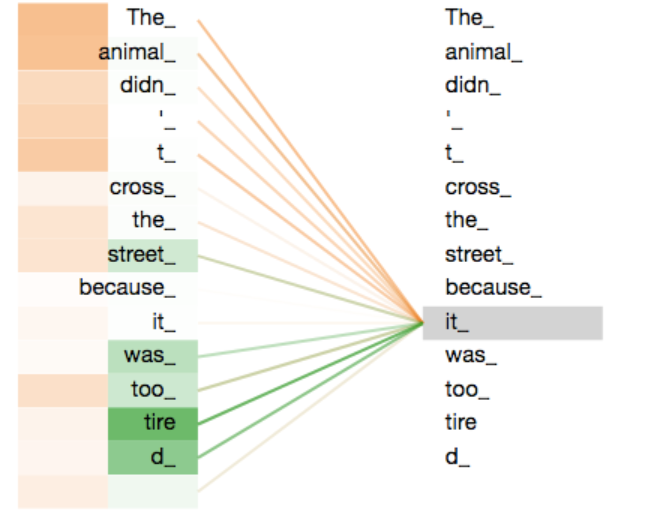 The_ The_
animal_ animal_
didn_ didn_
'_ '_
t_ t_
cross_ cross_
the_ the_
street_ street_
because_ because_
it_ it_
was_ was_
too_ too_
tire tire
d_ d_